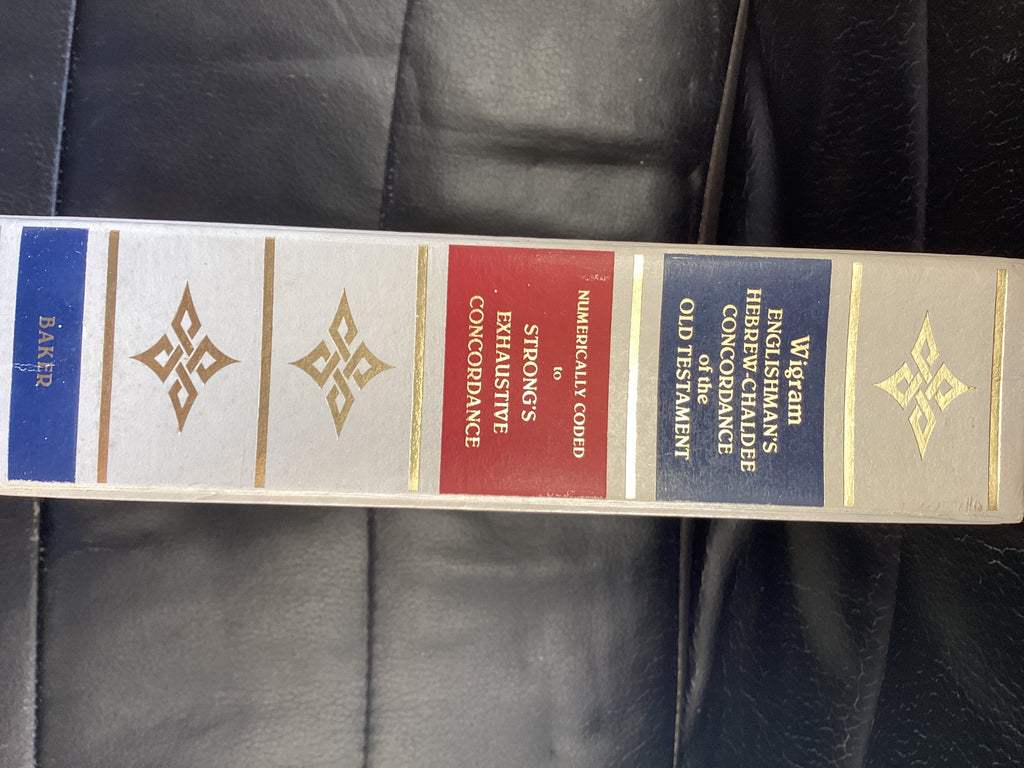 Wigram
ENGLISHMAN'S
HEBREW-CHALDEE
CONCORDANCE
of the
OLD TESTAMENT
NUMERICALLY CODED
to
STRONG'S
EXHAUSTIVE
CONCORDANCE
BAKER